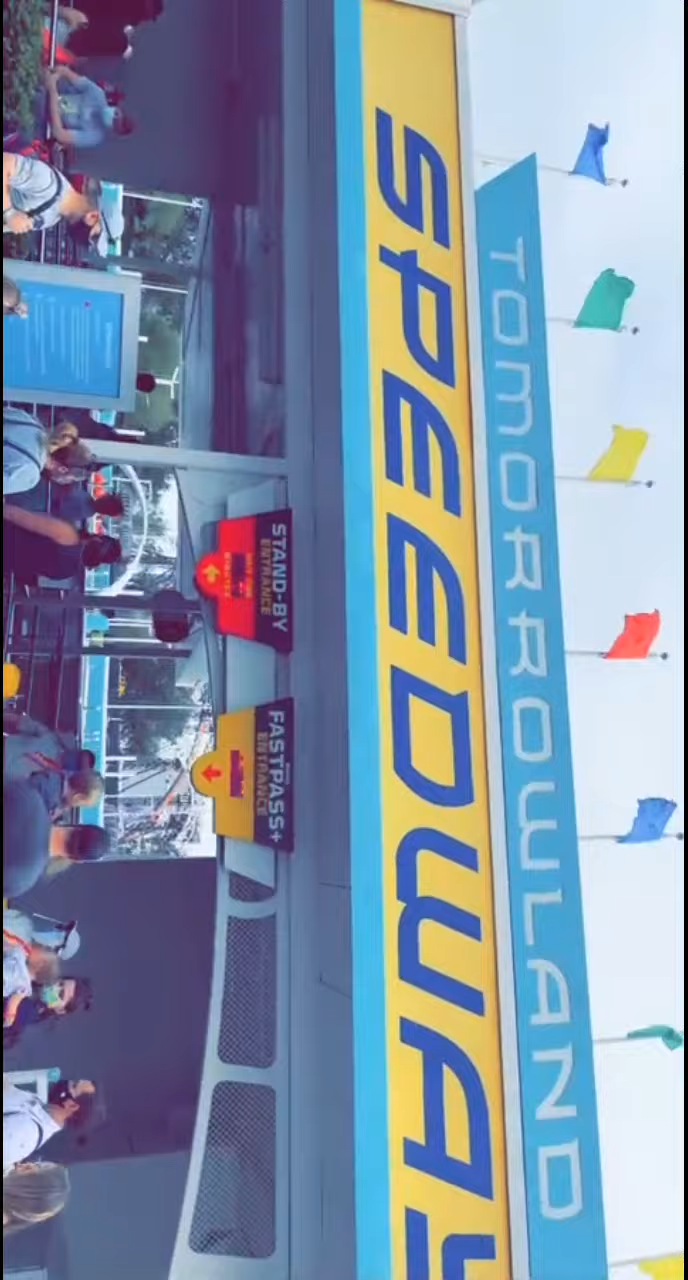 TOMORROWLAND
SPEEDWAY
STAND-BY
ENTRANCE
FASTPASS+
ENTRANCE